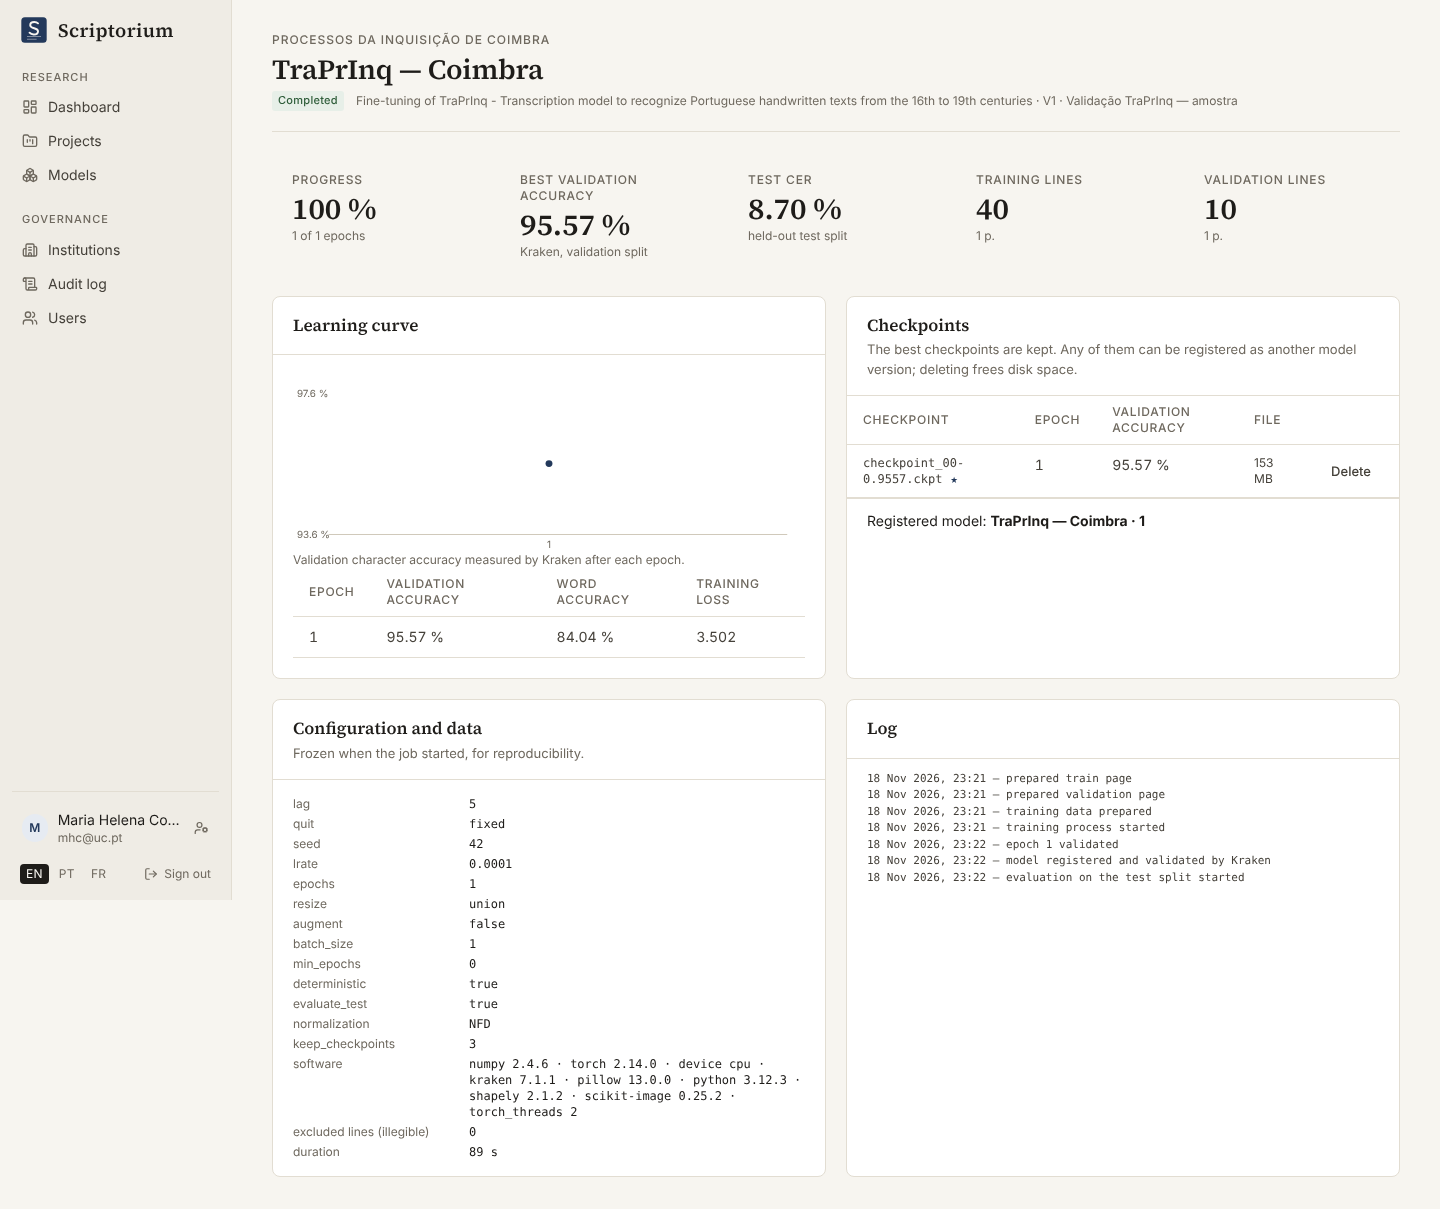 Scriptorium
RESEARCH
Dashboard
Projects
Models
GOVERNANCE
Institutions
Audit log
Users
M
Maria Helena Co...
mhc@uc.pt
EN PT FR Sign out
PROCESSOS DA INQUISIÇÃO DE COIMBRA
TraPrInq — Coimbra
Completed Fine-tuning of TraPrInq - Transcription model to recognize Portuguese handwritten texts from the 16th to 19th centuries · V1 · Validação TraPrInq — amostra
PROGRESS
100 %
1 of 1 epochs
BEST VALIDATION
ACCURACY
95.57 %
Kraken, validation split
TEST CER
8.70 %
held-out test split
TRAINING LINES
40
1 p.
VALIDATION LINES
10
1 p.
Learning curve
97.6 %
93.6 %
1
Validation character accuracy measured by Kraken after each epoch.
EPOCH VALIDATION ACCURACY WORD ACCURACY TRAINING LOSS
1 95.57 % 84.04 % 3.502
Checkpoints
The best checkpoints are kept. Any of them can be registered as another model
version; deleting frees disk space.
CHECKPOINT EPOCH VALIDATION ACCURACY FILE
checkpoint_00-
0.9557.ckpt ★
1 95.57 % 153 MB Delete
Registered model: TraPrInq — Coimbra · 1
Configuration and data
Frozen when the job started, for reproducibility.
lag 5
quit fixed
seed 42
lrate 0.0001
epochs 1
resize union
augment false
batch_size 1
min_epochs 0
deterministic true
evaluate_test true
normalization NFD
keep_checkpoints 3
software numpy 2.4.6 · torch 2.14.0 · device cpu ·
kraken 7.1.1 · pillow 13.0.0 · python 3.12.3 ·
shapely 2.1.2 · scikit-image 0.25.2 ·
torch_threads 2
excluded lines (illegible) 0
duration 89 s
Log
18 Nov 2026, 23:21 — prepared train page
18 Nov 2026, 23:21 — prepared validation page
18 Nov 2026, 23:21 — training data prepared
18 Nov 2026, 23:21 — training process started
18 Nov 2026, 23:22 — epoch 1 validated
18 Nov 2026, 23:22 — model registered and validated by Kraken
18 Nov 2026, 23:22 — evaluation on the test split started